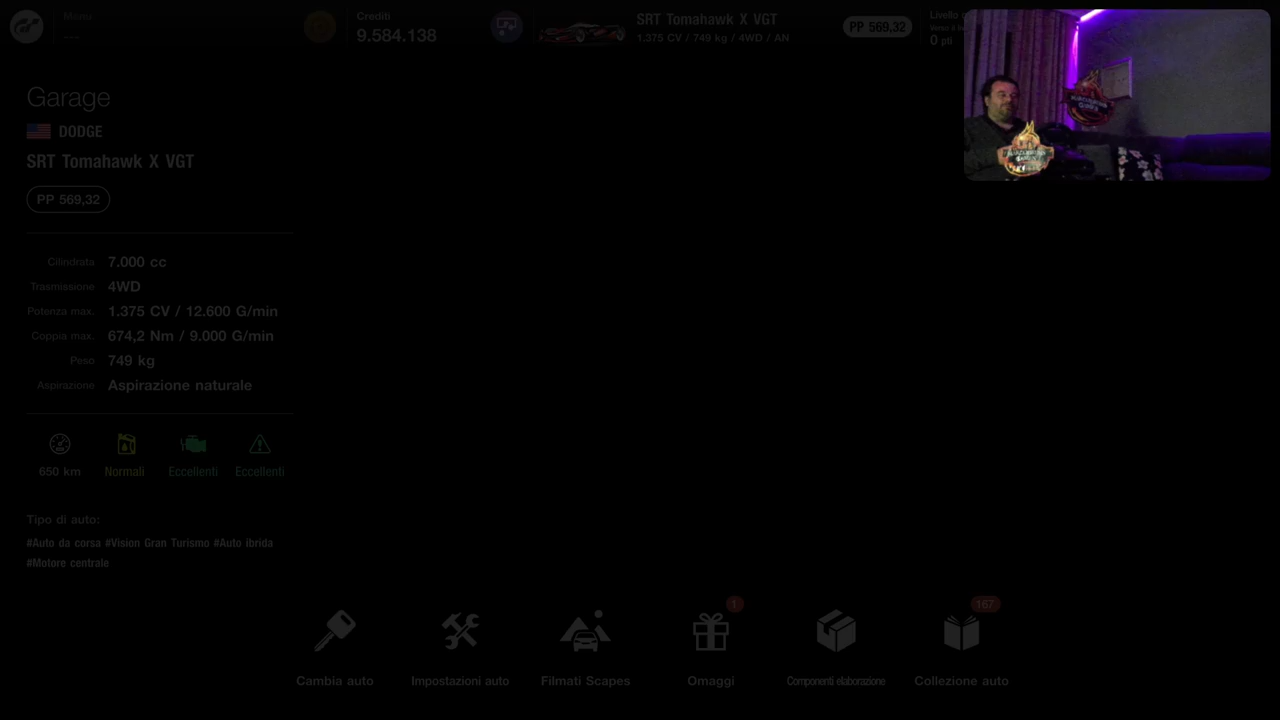 Menu
Crediti
9.584.138
SRT Tomahawk X VGT
1.375 CV / 749 kg / 4WD / AN
PP 569,32
Livello
0 pti
Garage
DODGE
SRT Tomahawk X VGT
PP 569,32
Cilindrata 7.000 cc
Trasmissione 4WD
Potenza max. 1.375 CV / 12.600 G/min
Coppia max. 674,2 Nm / 9.000 G/min
Peso 749 kg
Aspirazione Aspirazione naturale
650 km Normali Eccellenti Eccellenti
Tipo di auto:
#Auto da corsa #Vision Gran Turismo #Auto ibrida
#Motore centrale
1
167
Cambia auto Impostazioni auto Filmati Scapes Omaggi Componenti elaborazione Collezione auto